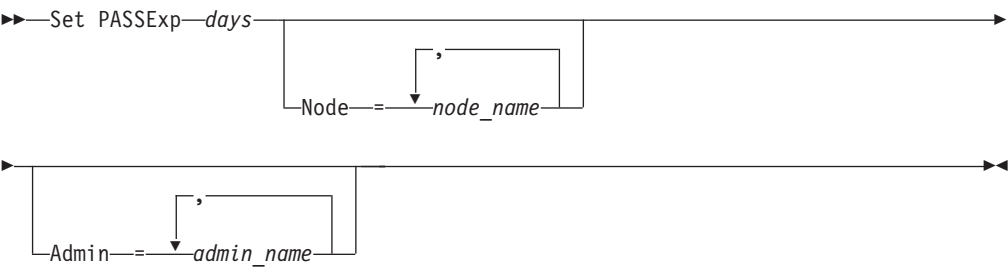 Set PASSExp days
,
Node = node_name
,
Admin = admin_name